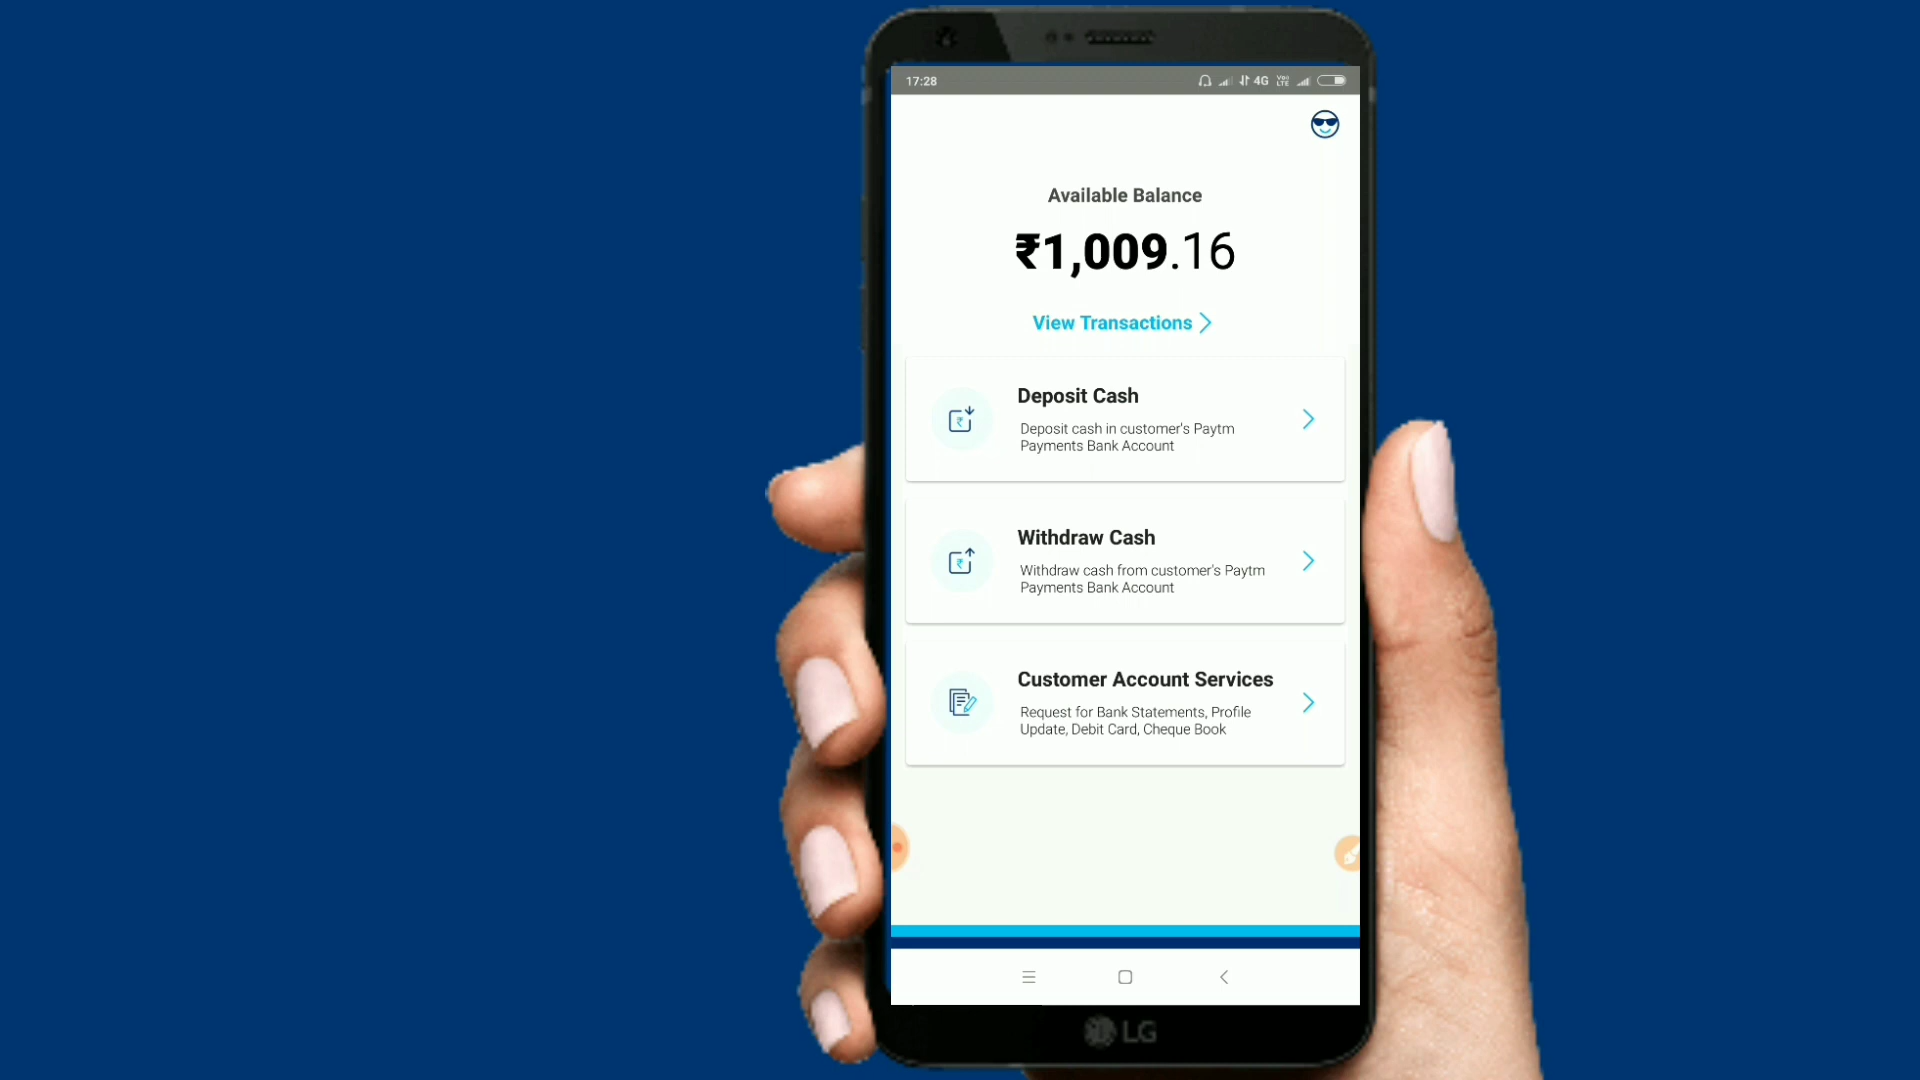 17:28
4G
Available Balance
₹1,009.16
View Transactions
Deposit Cash
Deposit cash in customer's Paytm
Payments Bank Account
Withdraw Cash
Withdraw cash from customer's Paytm
Payments Bank Account
Customer Account Services
Request for Bank Statements, Profile
Update, Debit Card, Cheque Book
LG